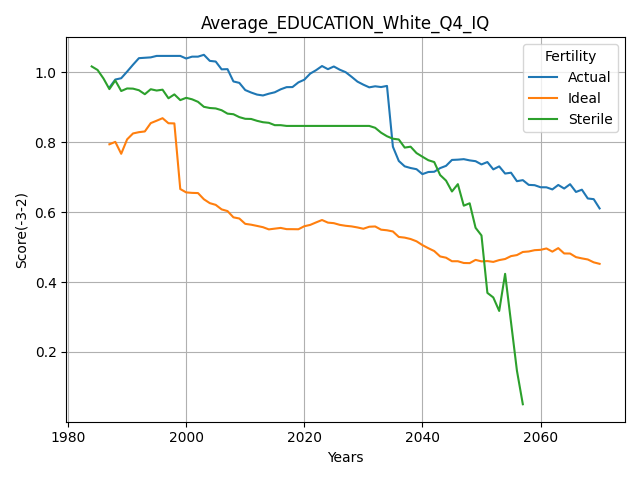 Average_EDUCATION_White_Q4_IQ
Fertility
Actual
Ideal
Sterile
Score(-3-2)
1.0
0.8
0.6
0.4
0.2
1980
2000
2020
2040
2060
Years